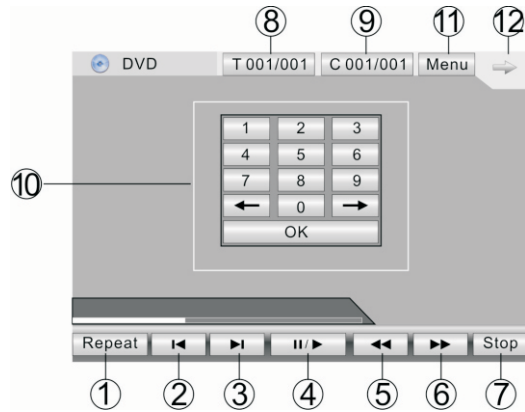 ⑧ ⑨ ⑪ ⑫
DVD T 001/001 C 001/001 Menu
1 2 3
4 5 6
⑩
7 8 9
0
OK
Repeat Stop
① ② ③ ④ ⑤ ⑥ ⑦